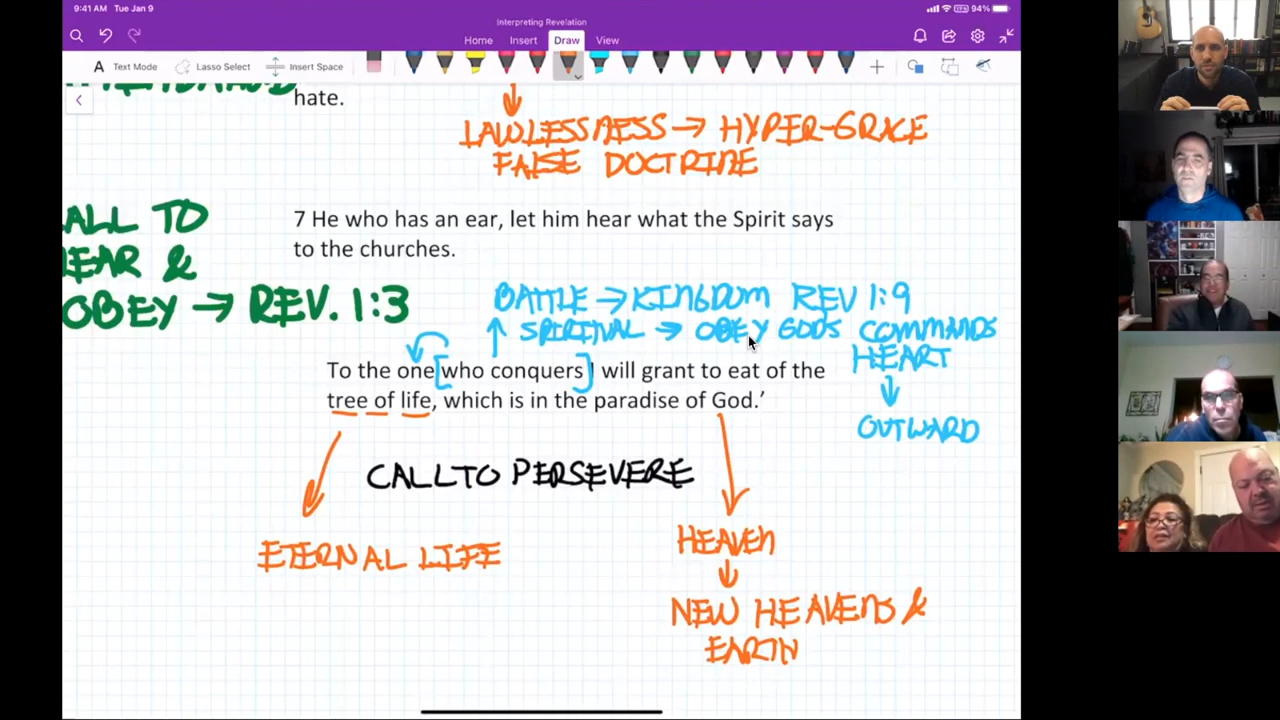 9:41 AM Tue Jan 9
94%
Interpreting Revelation
Home Insert Draw View
Text Mode Lasso Select Insert Space
hate.
LAWLESSNESS → HYPER-GRACE
FALSE DOCTRINE
7 He who has an ear, let him hear what the Spirit says
to the churches.
ALL TO
EAR &
OBEY → REV. 1:3
BATTLE → KINGDOM REV 1:9
↑ SPIRITUAL → OBEY GODS COMMANDS
HEART
↓
OUTWARD
To the one [who conquers] will grant to eat of the
tree of life, which is in the paradise of God.’
CALL TO PERSEVERE
ETERNAL LIFE
HEAVEN
↓
NEW HEAVENS &
EARTH